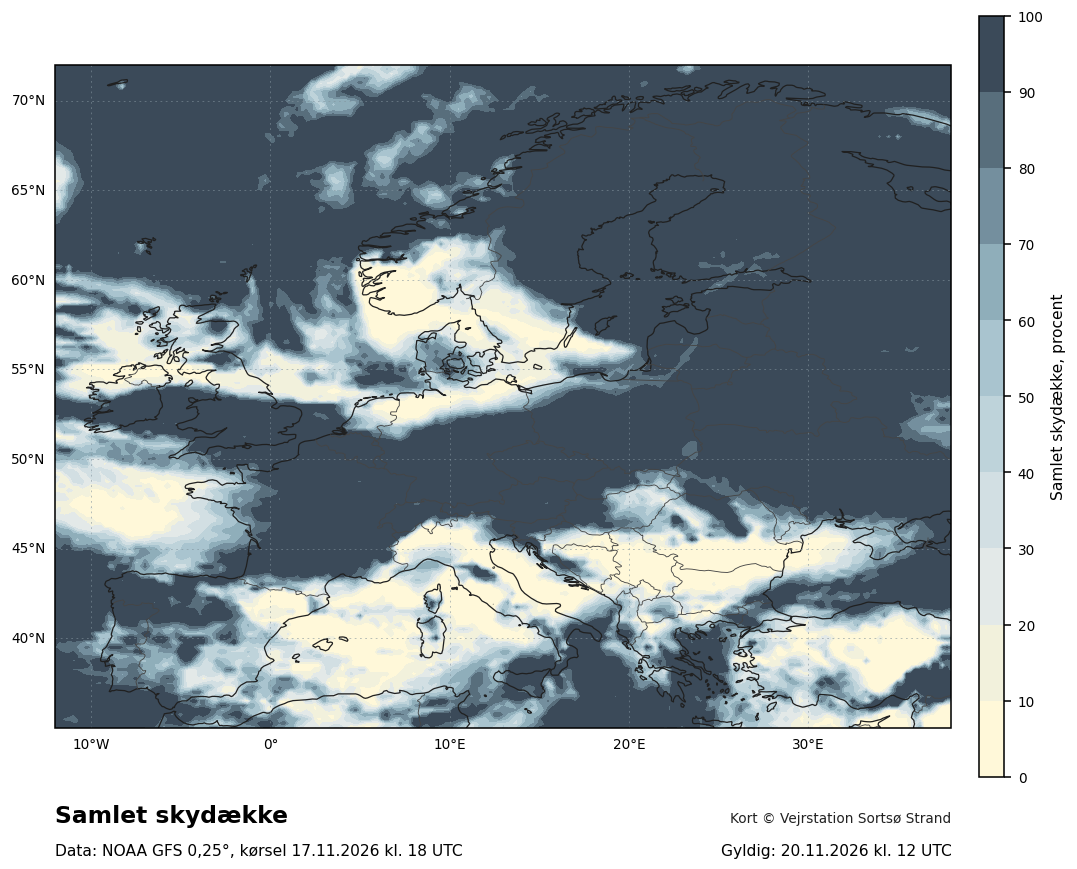 100
90
80
70
60
50
40
30
20
10
0
Samlet skydække, procent
70°N
65°N
60°N
55°N
50°N
45°N
40°N
10°W
0°
10°E
20°E
30°E
Samlet skydække
Kort © Vejrstation Sortsø Strand
Data: NOAA GFS 0,25°, kørsel 17.11.2026 kl. 18 UTC
Gyldig: 20.11.2026 kl. 12 UTC